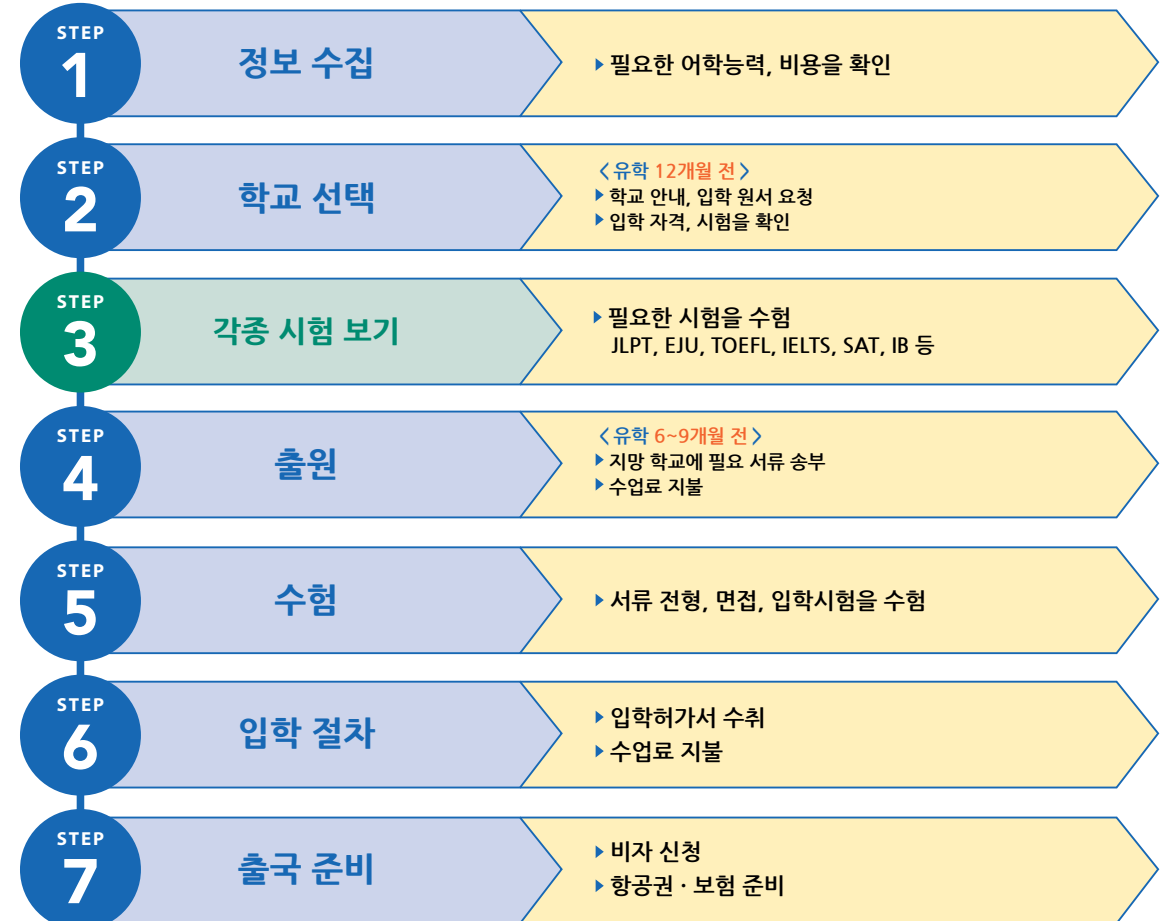 STEP
1
정보 수집
▶필요한 어학능력, 비용을 확인
STEP
2
학교 선택
<유학 12개월 전>
▶학교 안내, 입학 원서 요청
▶입학 자격, 시험을 확인
STEP
3
각종 시험 보기
▶필요한 시험을 수험
JLPT, EJU, TOEFL, IELTS, SAT, IB 등
STEP
4
출원
<유학 6~9개월 전>
▶지망 학교에 필요 서류 송부
▶수업료 지불
STEP
5
수험
▶서류 전형, 면접, 입학시험을 수험
STEP
6
입학 절차
▶입학허가서 수취
▶수업료 지불
STEP
7
출국 준비
▶비자 신청
▶항공권 · 보험 준비